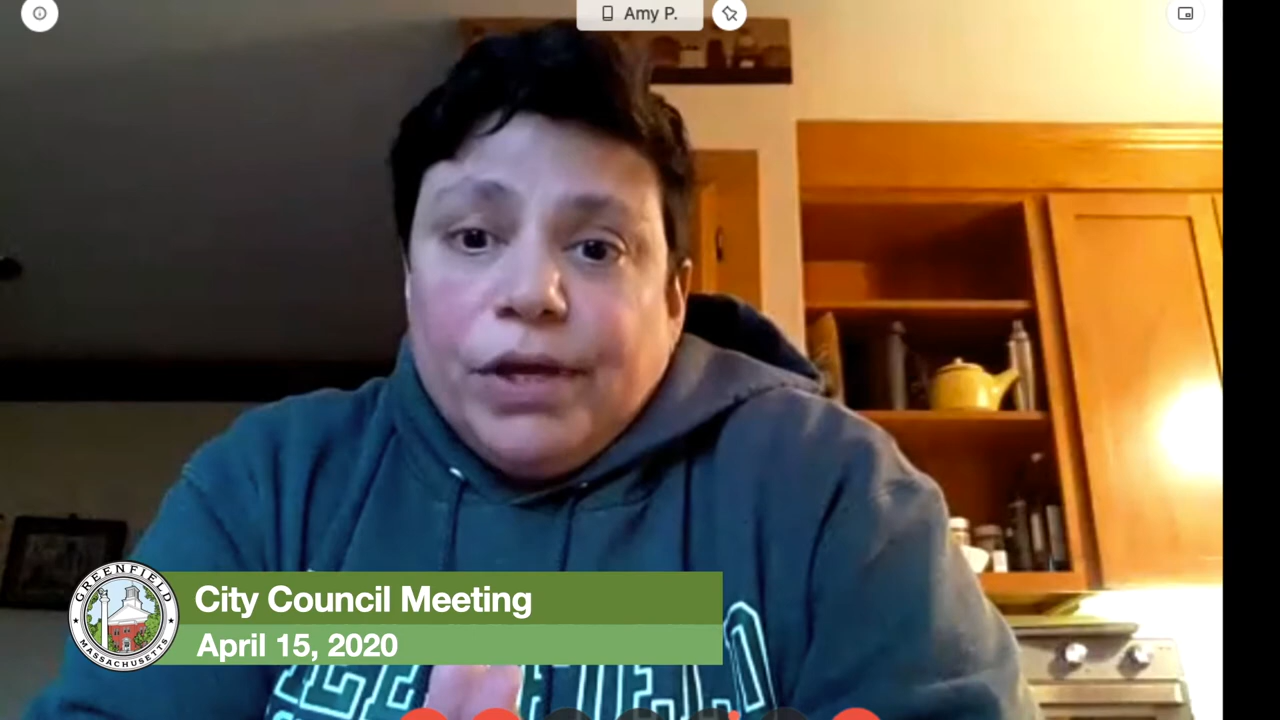 Amy P.
GREENFIELD
MASSACHUSETTS
City Council Meeting
April 15, 2020